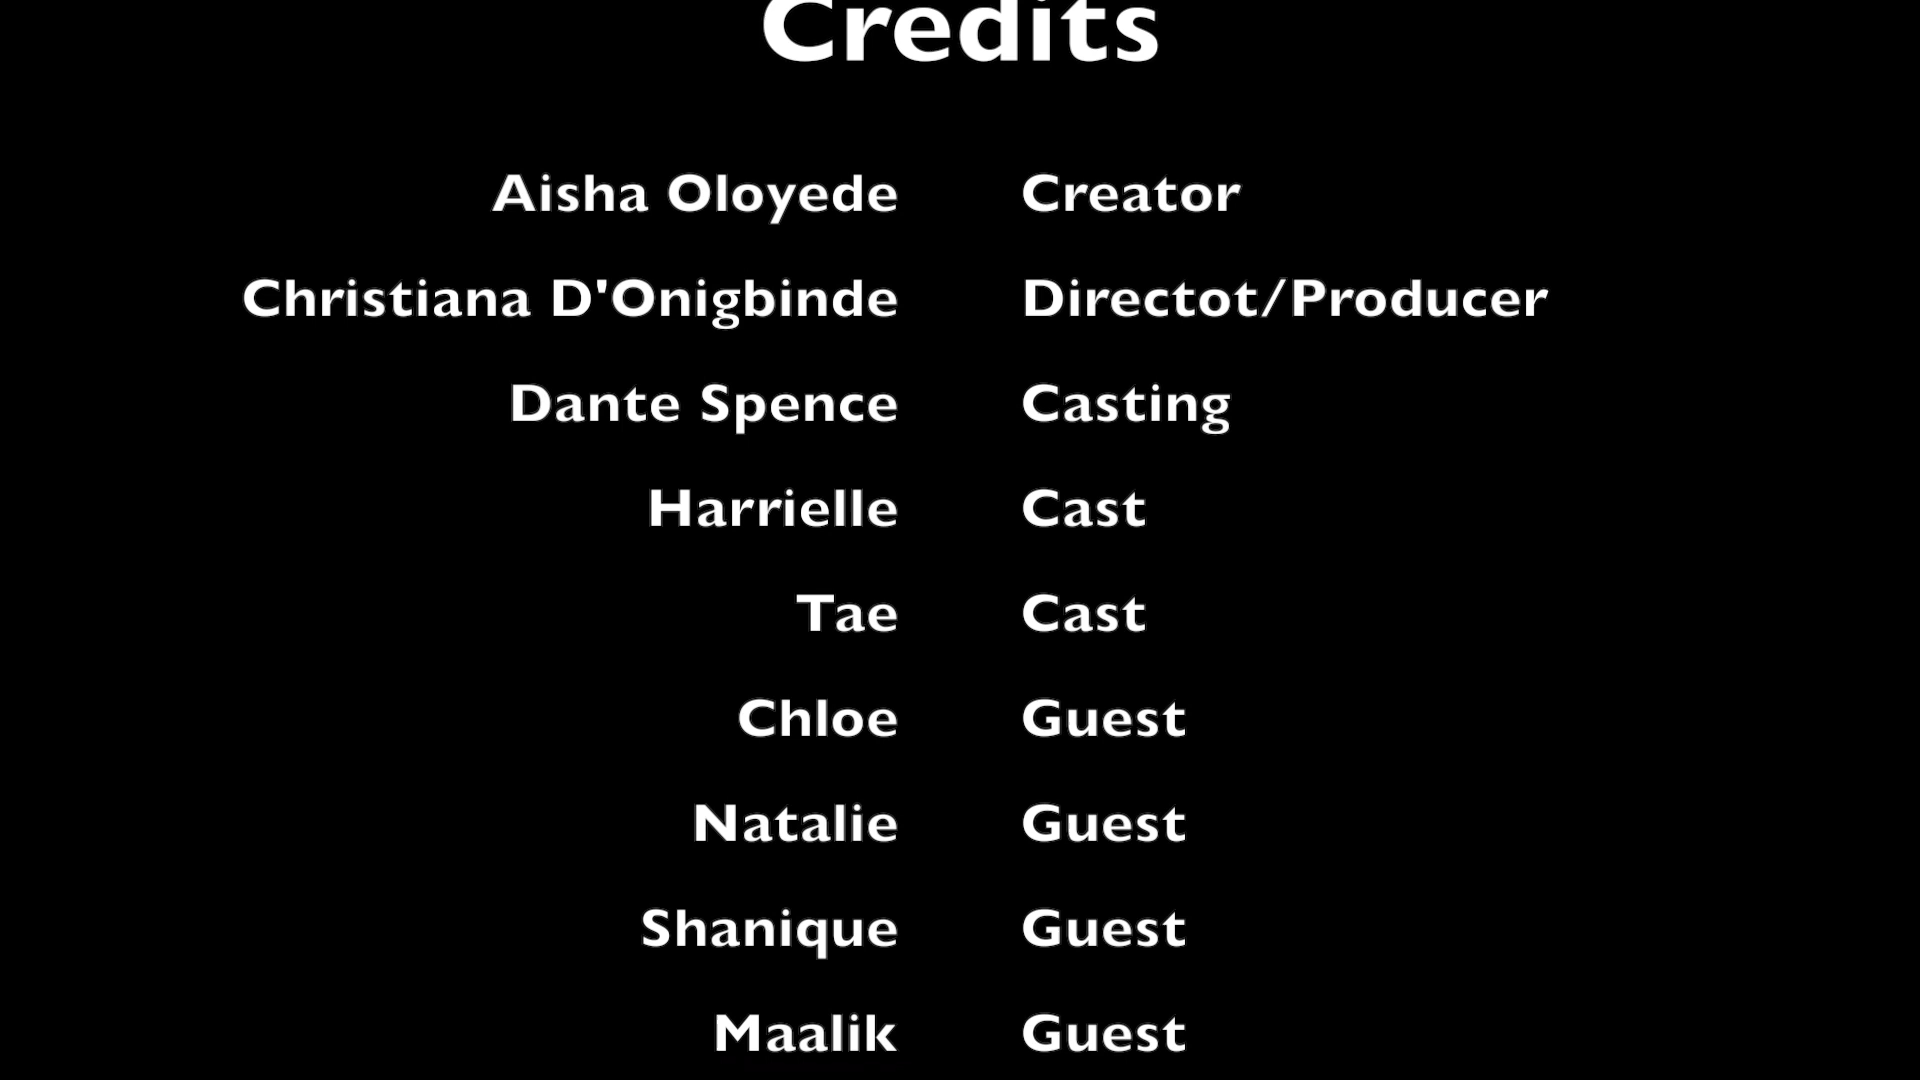 Credits
Aisha Oloyede Creator
Christiana D'Onigbinde Directot/Producer
Dante Spence Casting
Harrielle Cast
Tae Cast
Chloe Guest
Natalie Guest
Shanique Guest
Maalik Guest